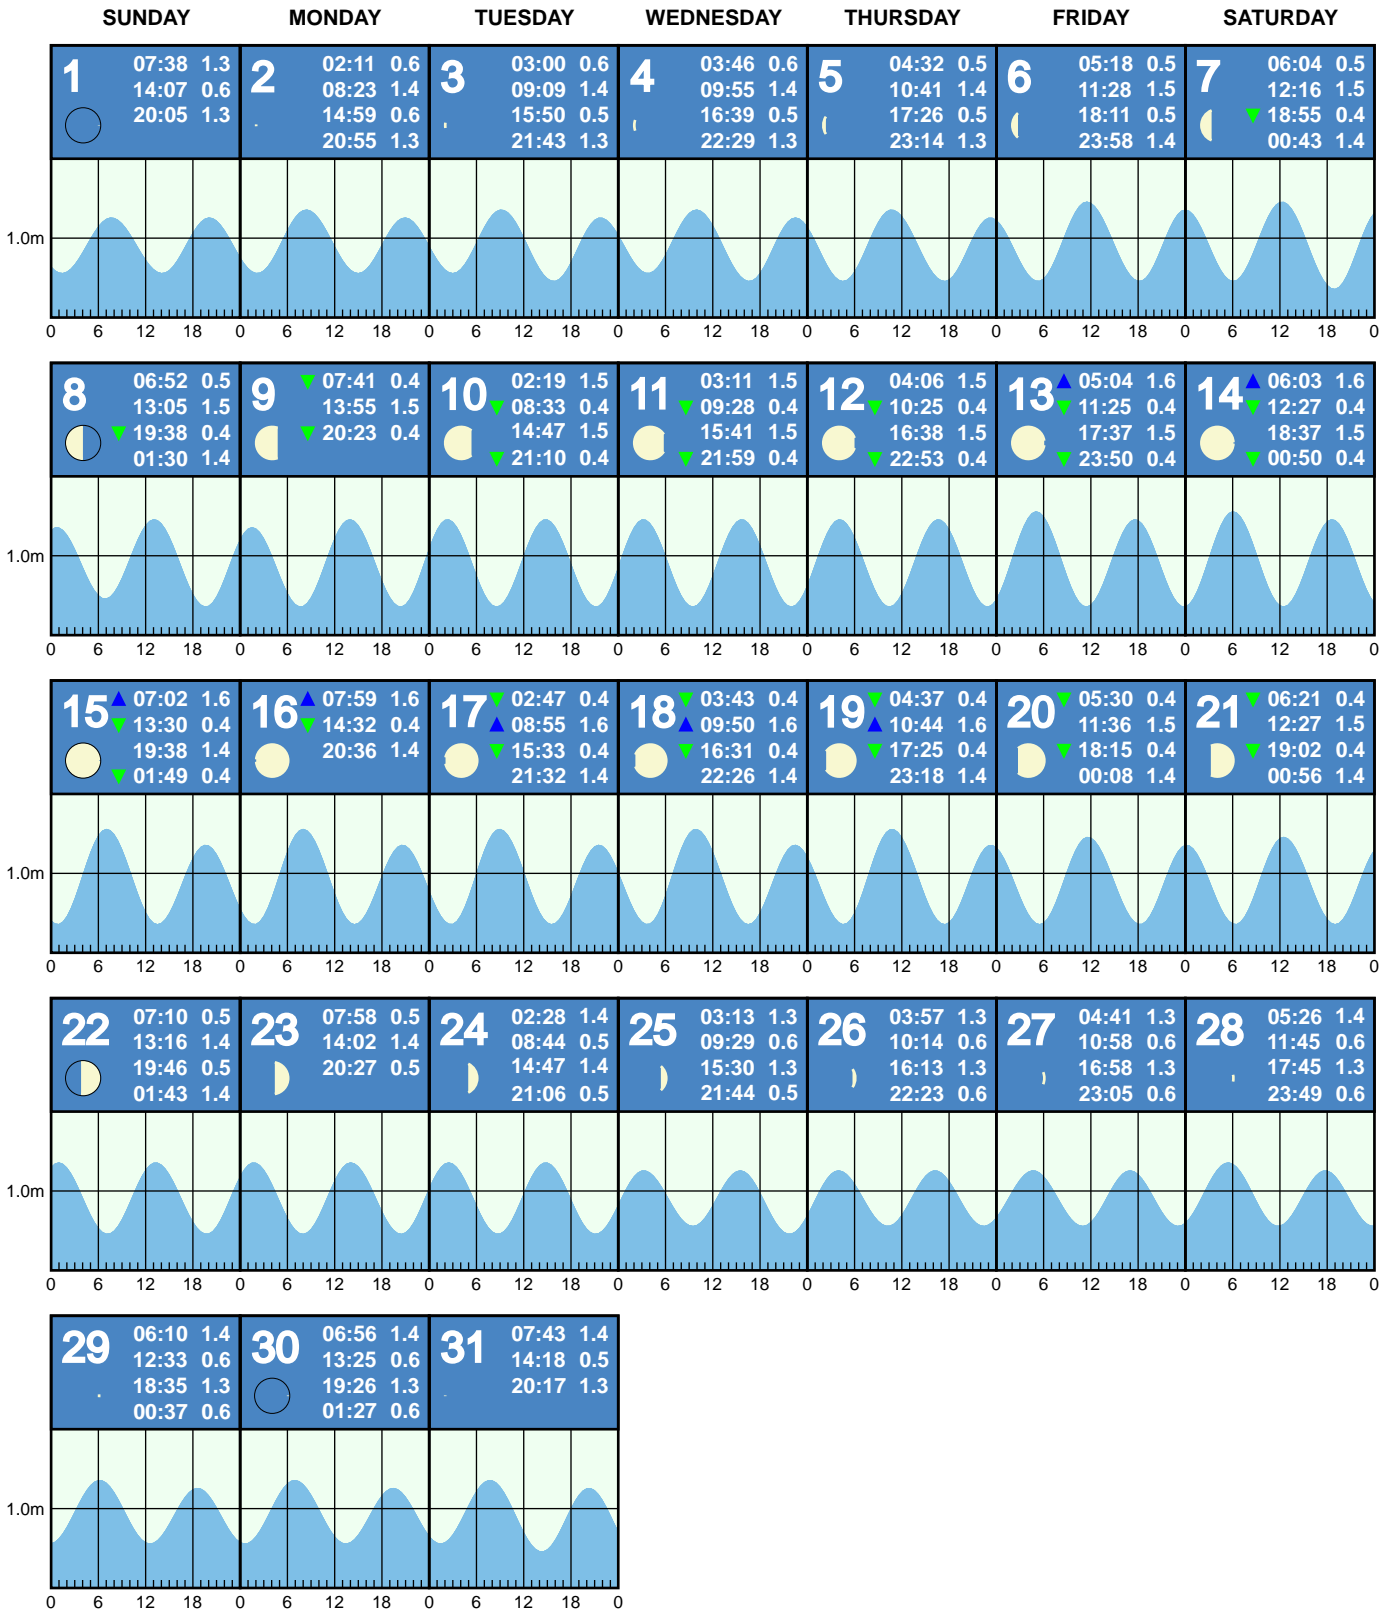 SUNDAY MONDAY TUESDAY WEDNESDAY THURSDAY FRIDAY SATURDAY
1
07:38 1.3
14:07 0.6
20:05 1.3
2
02:11 0.6
08:23 1.4
14:59 0.6
20:55 1.3
3
03:00 0.6
09:09 1.4
15:50 0.5
21:43 1.3
4
03:46 0.6
09:55 1.4
16:39 0.5
22:29 1.3
5
04:32 0.5
10:41 1.4
17:26 0.5
23:14 1.3
6
05:18 0.5
11:28 1.5
18:11 0.5
23:58 1.4
7
06:04 0.5
12:16 1.5
▼ 18:55 0.4
00:43 1.4
1.0m
0 6 12 18 0 6 12 18 0 6 12 18 0 6 12 18 0 6 12 18 0 6 12 18 0 6 12 18 0
8
06:52 0.5
13:05 1.5
▼ 19:38 0.4
01:30 1.4
9
▼ 07:41 0.4
13:55 1.5
▼ 20:23 0.4
10
02:19 1.5
▼ 08:33 0.4
14:47 1.5
▼ 21:10 0.4
11
03:11 1.5
▼ 09:28 0.4
15:41 1.5
▼ 21:59 0.4
12
04:06 1.5
▼ 10:25 0.4
16:38 1.5
▼ 22:53 0.4
13
▲ 05:04 1.6
▼ 11:25 0.4
17:37 1.5
▼ 23:50 0.4
14
▲ 06:03 1.6
▼ 12:27 0.4
18:37 1.5
▼ 00:50 0.4
1.0m
0 6 12 18 0 6 12 18 0 6 12 18 0 6 12 18 0 6 12 18 0 6 12 18 0 6 12 18 0
15
▲ 07:02 1.6
▼ 13:30 0.4
19:38 1.4
▼ 01:49 0.4
16
▲ 07:59 1.6
▼ 14:32 0.4
20:36 1.4
17
▼ 02:47 0.4
▲ 08:55 1.6
▼ 15:33 0.4
21:32 1.4
18
▼ 03:43 0.4
▲ 09:50 1.6
▼ 16:31 0.4
22:26 1.4
19
▼ 04:37 0.4
▲ 10:44 1.6
▼ 17:25 0.4
23:18 1.4
20
▼ 05:30 0.4
11:36 1.5
▼ 18:15 0.4
00:08 1.4
21
▼ 06:21 0.4
12:27 1.5
▼ 19:02 0.4
00:56 1.4
1.0m
0 6 12 18 0 6 12 18 0 6 12 18 0 6 12 18 0 6 12 18 0 6 12 18 0 6 12 18 0
22
07:10 0.5
13:16 1.4
19:46 0.5
01:43 1.4
23
07:58 0.5
14:02 1.4
20:27 0.5
24
02:28 1.4
08:44 0.5
14:47 1.4
21:06 0.5
25
03:13 1.3
09:29 0.6
15:30 1.3
21:44 0.5
26
03:57 1.3
10:14 0.6
16:13 1.3
22:23 0.6
27
04:41 1.3
10:58 0.6
16:58 1.3
23:05 0.6
28
05:26 1.4
11:45 0.6
17:45 1.3
23:49 0.6
1.0m
0 6 12 18 0 6 12 18 0 6 12 18 0 6 12 18 0 6 12 18 0 6 12 18 0 6 12 18 0
29
06:10 1.4
12:33 0.6
18:35 1.3
00:37 0.6
30
06:56 1.4
13:25 0.6
19:26 1.3
01:27 0.6
31
07:43 1.4
14:18 0.5
20:17 1.3
1.0m
0 6 12 18 0 6 12 18 0 6 12 18 0